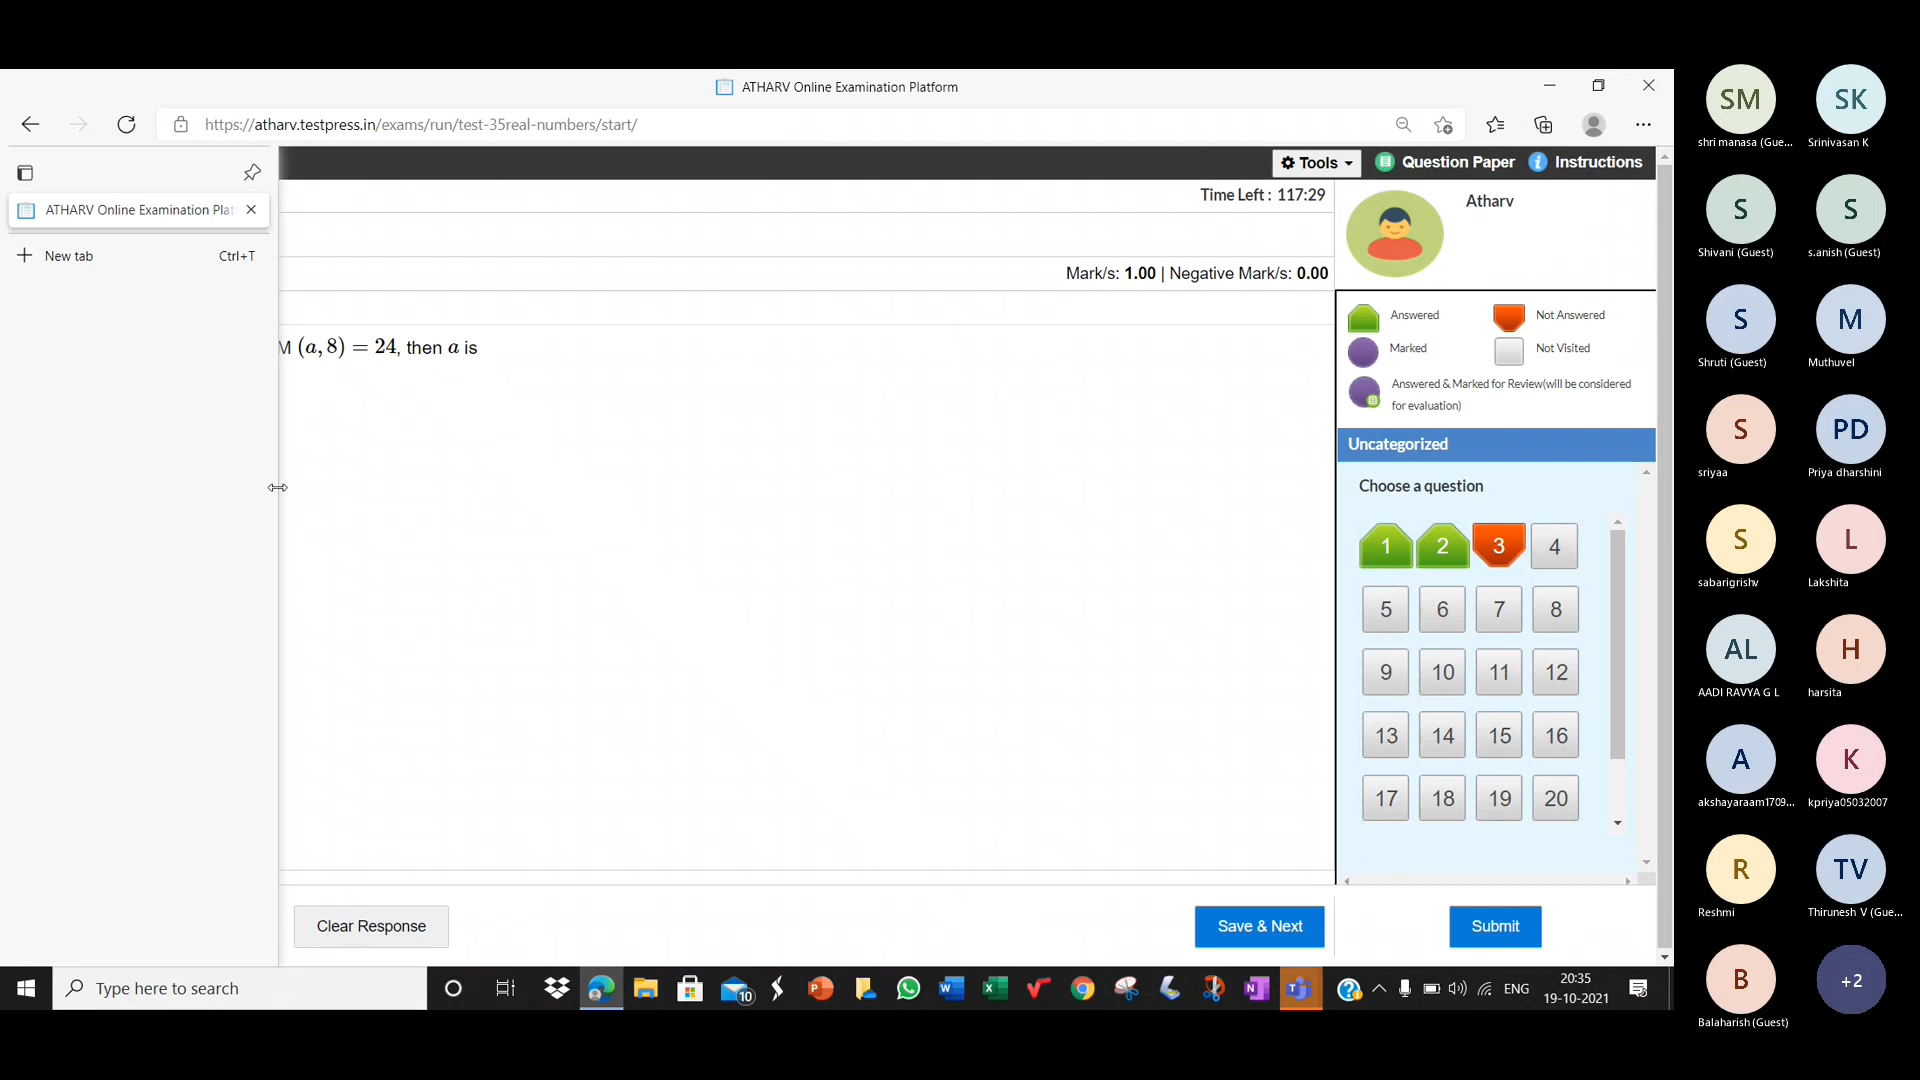 ATHARV Online Examination Platform
https://atharv.testpress.in/exams/run/test-35real-numbers/start/
ATHARV Online Examination Plat
New tab Ctrl+T
Tools Question Paper Instructions
Time Left : 117:29
Atharv
Mark/s: 1.00 | Negative Mark/s: 0.00
M (a, 8) = 24, then a is
Answered
Not Answered
Marked
Not Visited
Answered & Marked for Review(will be considered
for evaluation)
Uncategorized
Choose a question
1 2 3 4
5 6 7 8
9 10 11 12
13 14 15 16
17 18 19 20
Clear Response
Save & Next
Submit
Type here to search
10
ENG
20:35
19-10-2021
SM SK
shri manasa (Gue... Srinivasan K
S S
Shivani (Guest) s.anish (Guest)
S M
Shruti (Guest) Muthuvel
S PD
sriyaa Priya dharshini
S L
sabarigrishv Lakshita
AL H
AADI RAVYA G L harsita
A K
akshayaraam1709... kpriya05032007
R TV
Reshmi Thirunesh V (Gue...
B +2
Balaharish (Guest)